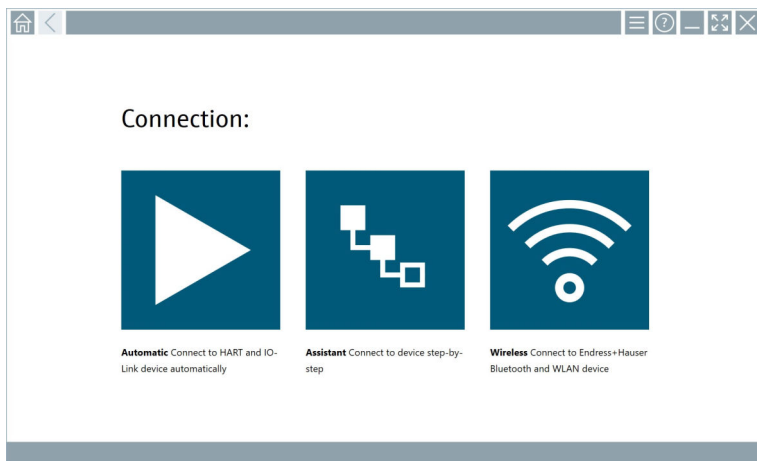 Connection:
Automatic Connect to HART and IO-
Link device automatically
Assistant Connect to device step-by-
step
Wireless Connect to Endress+Hauser
Bluetooth and WLAN device